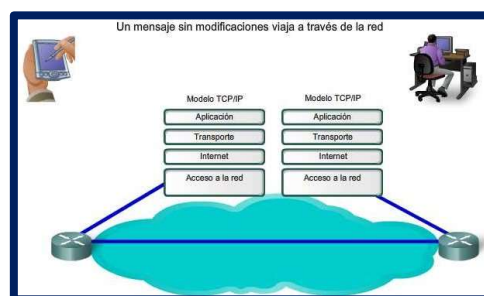 Un mensaje sin modificaciones viaja a través de la red
Modelo TCP/IP
Aplicación
Transporte
Internet
Acceso a la red
Modelo TCP/IP
Aplicación
Transporte
Internet
Acceso a la red